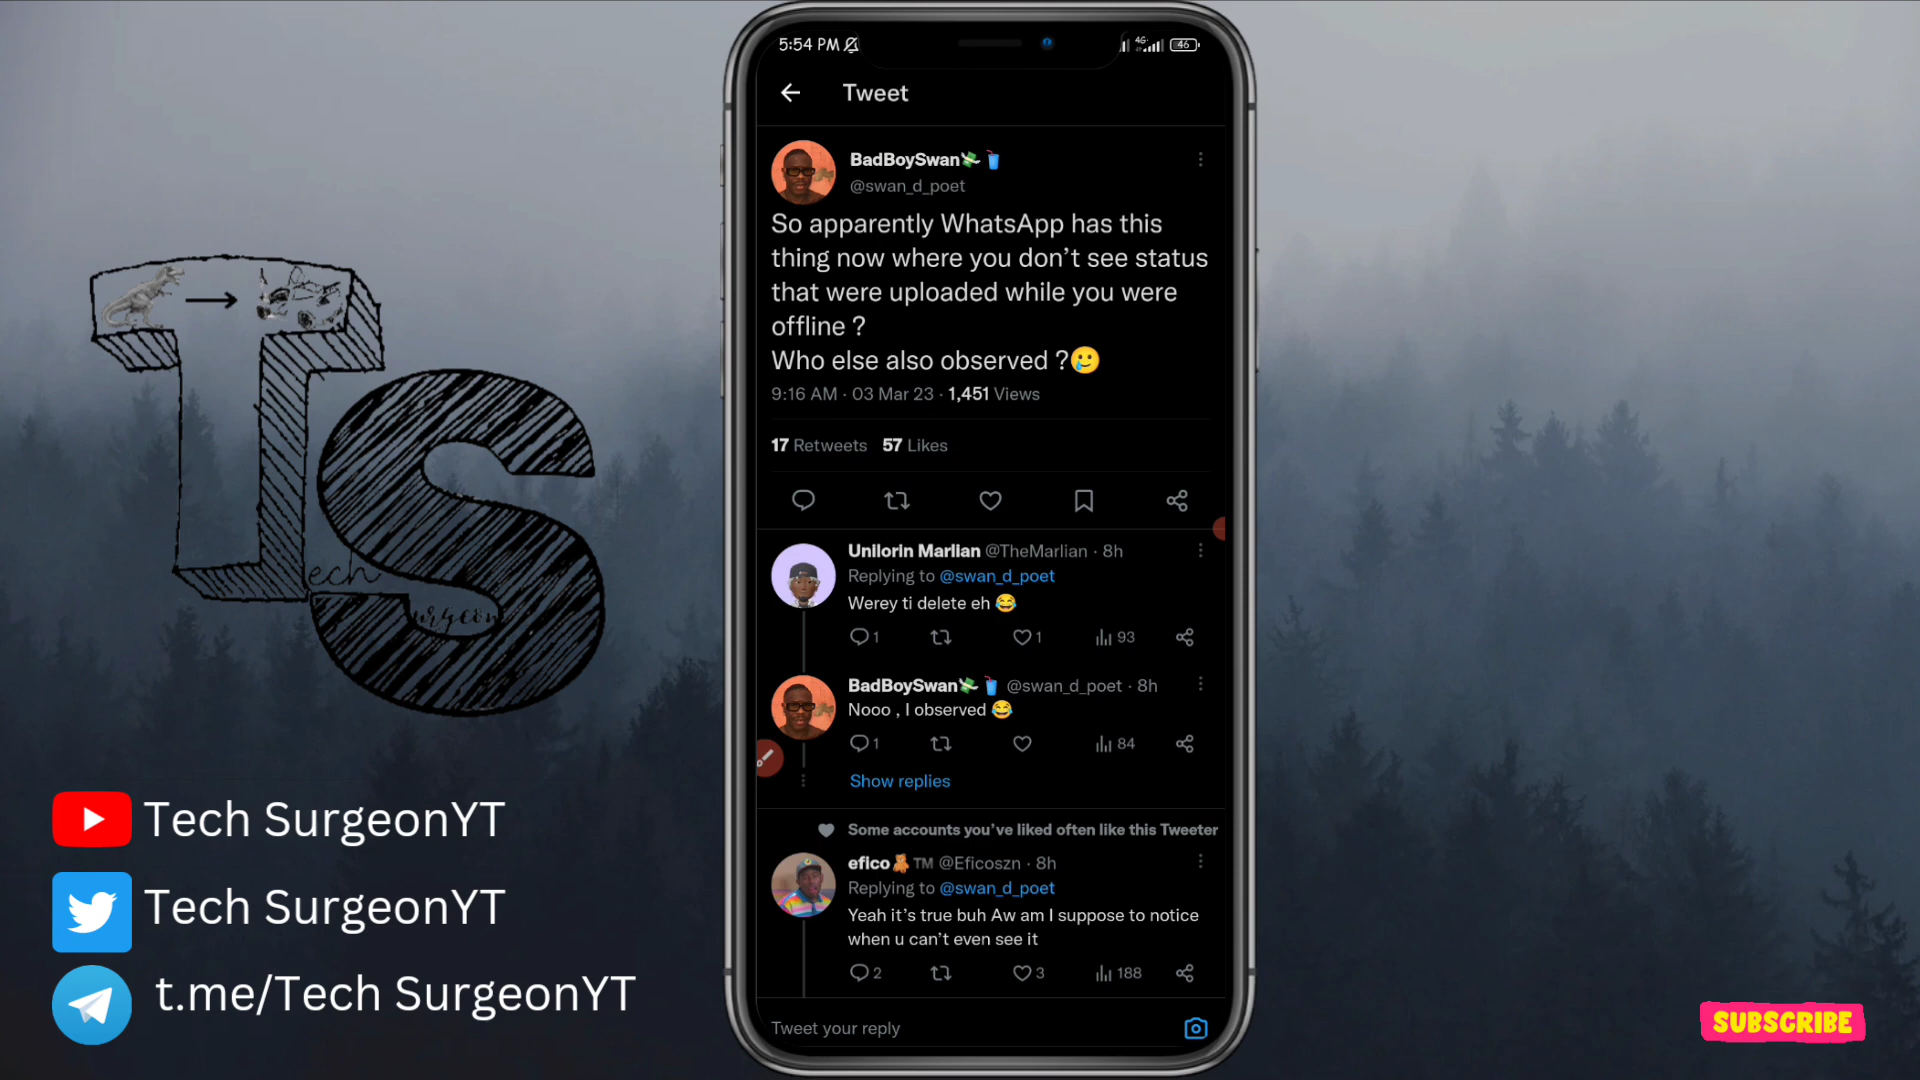 5:54 PM
4G
46
Tweet
BadBoySwan💸🥤
@swan_d_poet
So apparently WhatsApp has this
thing now where you don’t see status
that were uploaded while you were
offline ?
Who else also observed ?🥲
9:16 AM · 03 Mar 23 · 1,451 Views
17 Retweets 57 Likes
Unilorin Marlian @TheMarlian · 8h
Replying to @swan_d_poet
Werey ti delete eh 😂
1 1 93
BadBoySwan💸🥤 @swan_d_poet · 8h
Nooo , I observed 😂
1 84
Show replies
Some accounts you’ve liked often like this Tweeter
efico🧸™️ @Eficoszn · 8h
Replying to @swan_d_poet
Yeah it’s true buh Aw am I suppose to notice
when u can’t even see it
2 3 188
Tweet your reply
T
ech
S
urgeon
Tech SurgeonYT
Tech SurgeonYT
t.me/Tech SurgeonYT
SUBSCRIBE